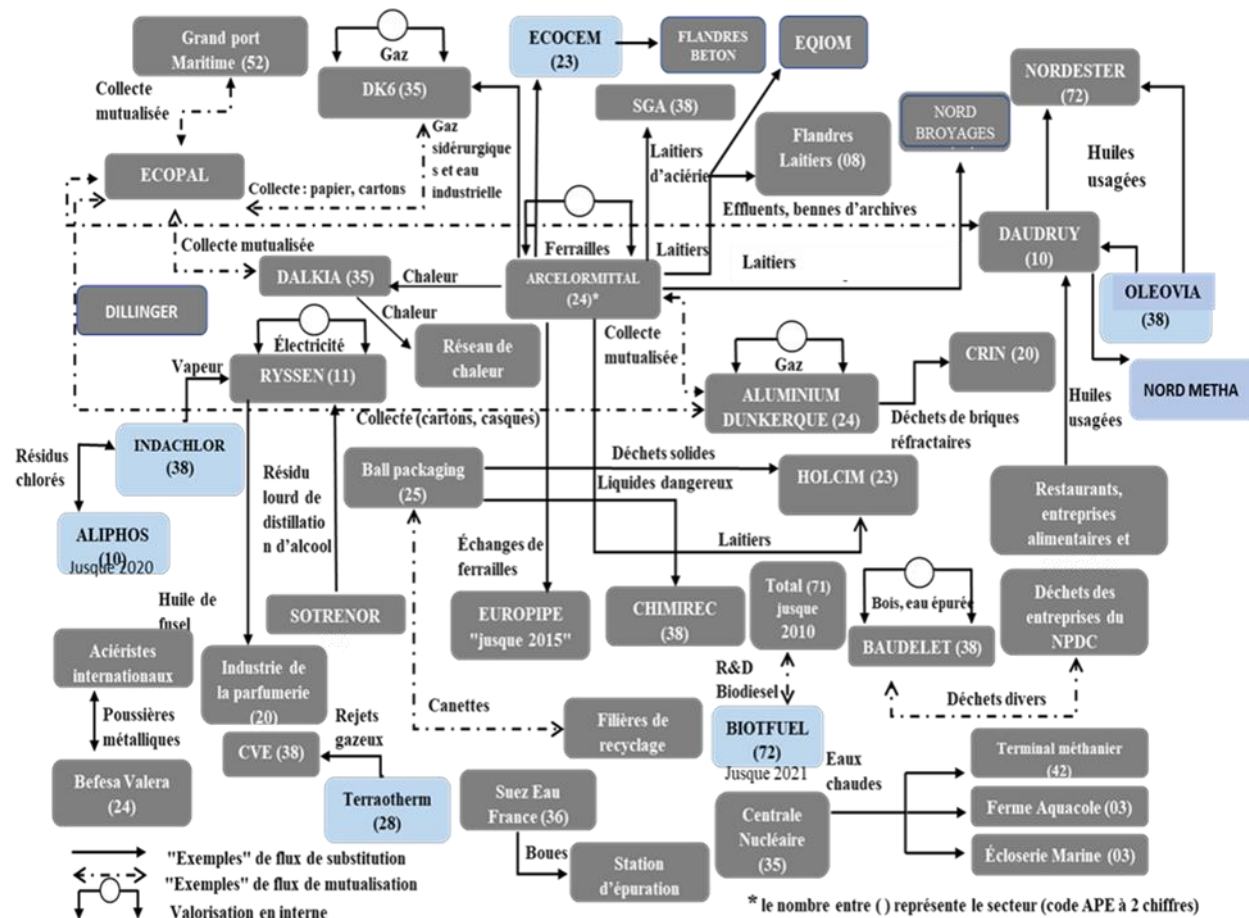 Grand port
Maritime (52)
Gaz
DK6 (35)
ECOCEM
(23)
FLANDRES
BETON
EQIOM
NORDESTER
(72)
SGA (38)
NORD
BROYAGES
Collecte
mutualisée
Gaz
sidérurgique
s et eau
industrielle
Laitiers
d'aciérie
Flandres
Laitiers (08)
Huiles
usagées
ECOPAL
Collecte : papier, cartons
Effluents, bennes d'archives
DAUDRUY
(10)
Collecte mutualisée
Ferrailles
Laitiers
Laitiers
DALKIA (35)
Chaleur
ARCELORMITTAL
(24)*
OLEOVIA
(38)
DILLINGER
Chaleur
Collecte
mutualisée
Électricité
RYSSEN (11)
Réseau de
chaleur
Gaz
ALUMINIUM
DUNKERQUE
(24)
CRIN (20)
NORD METHA
Vapeur
Collecte (cartons, casques)
Déchets de briques
réfractaires
Huiles
usagées
INDACHLOR
(38)
Résidus
chlorés
Résidu
lourd de
distillatio
n d'alcool
Ball packaging
(25)
Déchets solides
Liquides dangereux
HOLCIM (23)
Restaurants,
entreprises
alimentaires et
ALIPHOS
(10)
Jusque 2020
Échanges de
ferrailles
Laitiers
Huile de
fusel
SOTRENOR
EUROPIPE
"jusque 2015"
CHIMIREC
(38)
Total (71)
jusque
2010
Bois, eau épurée
BAUDELET (38)
Déchets des
entreprises du
NPDC
Aciéristes
internationaux
Industrie de
la parfumerie
(20)
R&D
Biodiesel
Déchets divers
Poussières
métalliques
Rejets
gazeux
Canettes
Filières de
recyclage
BIOTFUEL
(72)
Jusque 2021
Eaux
chaudes
Terminal méthanier
(42)
CVE (38)
Befesa Valera
(24)
Terraotherm
(28)
Suez Eau
France (36)
Centrale
Nucléaire
(35)
Ferme Aquacole (03)
Boues
Station
d'épuration
Écloserie Marine (03)
"Exemples" de flux de substitution
"Exemples" de flux de mutualisation
Valorisation en interne
* le nombre entre ( ) représente le secteur (code APE à 2 chiffres)